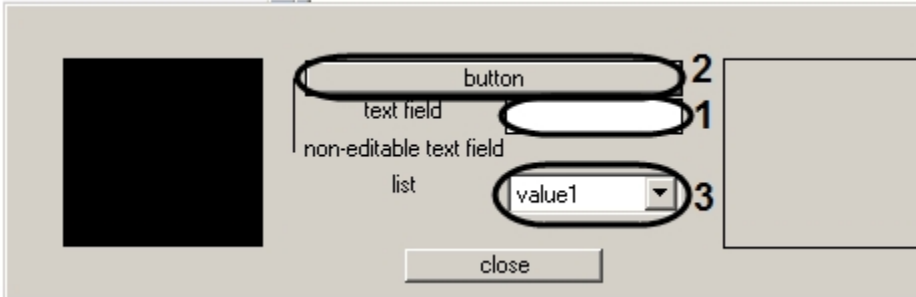 button 2
text field 1
non-editable text field
list value1 3
close